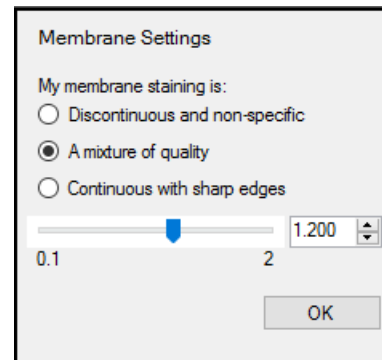 Membrane Settings
My membrane staining is:
Discontinuous and non-specific
A mixture of quality
Continuous with sharp edges
1.200
0.1 2
OK